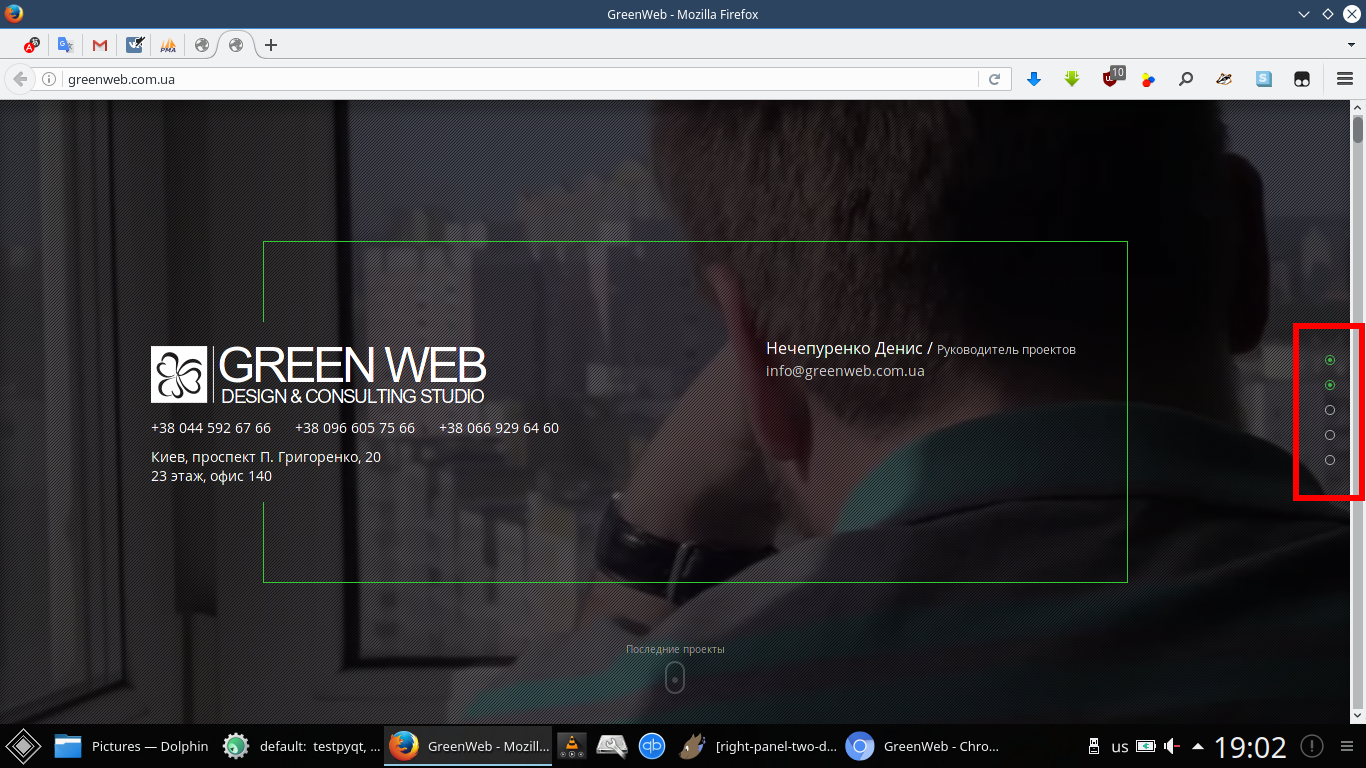 GreenWeb - Mozilla Firefox
greenweb.com.ua
10
GREEN WEB
DESIGN & CONSULTING STUDIO
+38 044 592 67 66 +38 096 605 75 66 +38 066 929 64 60
Киев, проспект П. Григоренко, 20
23 этаж, офис 140
Нечепуренко Денис / Руководитель проектов
info@greenweb.com.ua
Последние проекты
Pictures — Dolphin
default: testpyqt, ...
GreenWeb - Mozill...
[right-panel-two-d...
GreenWeb - Chro...
us
19:02